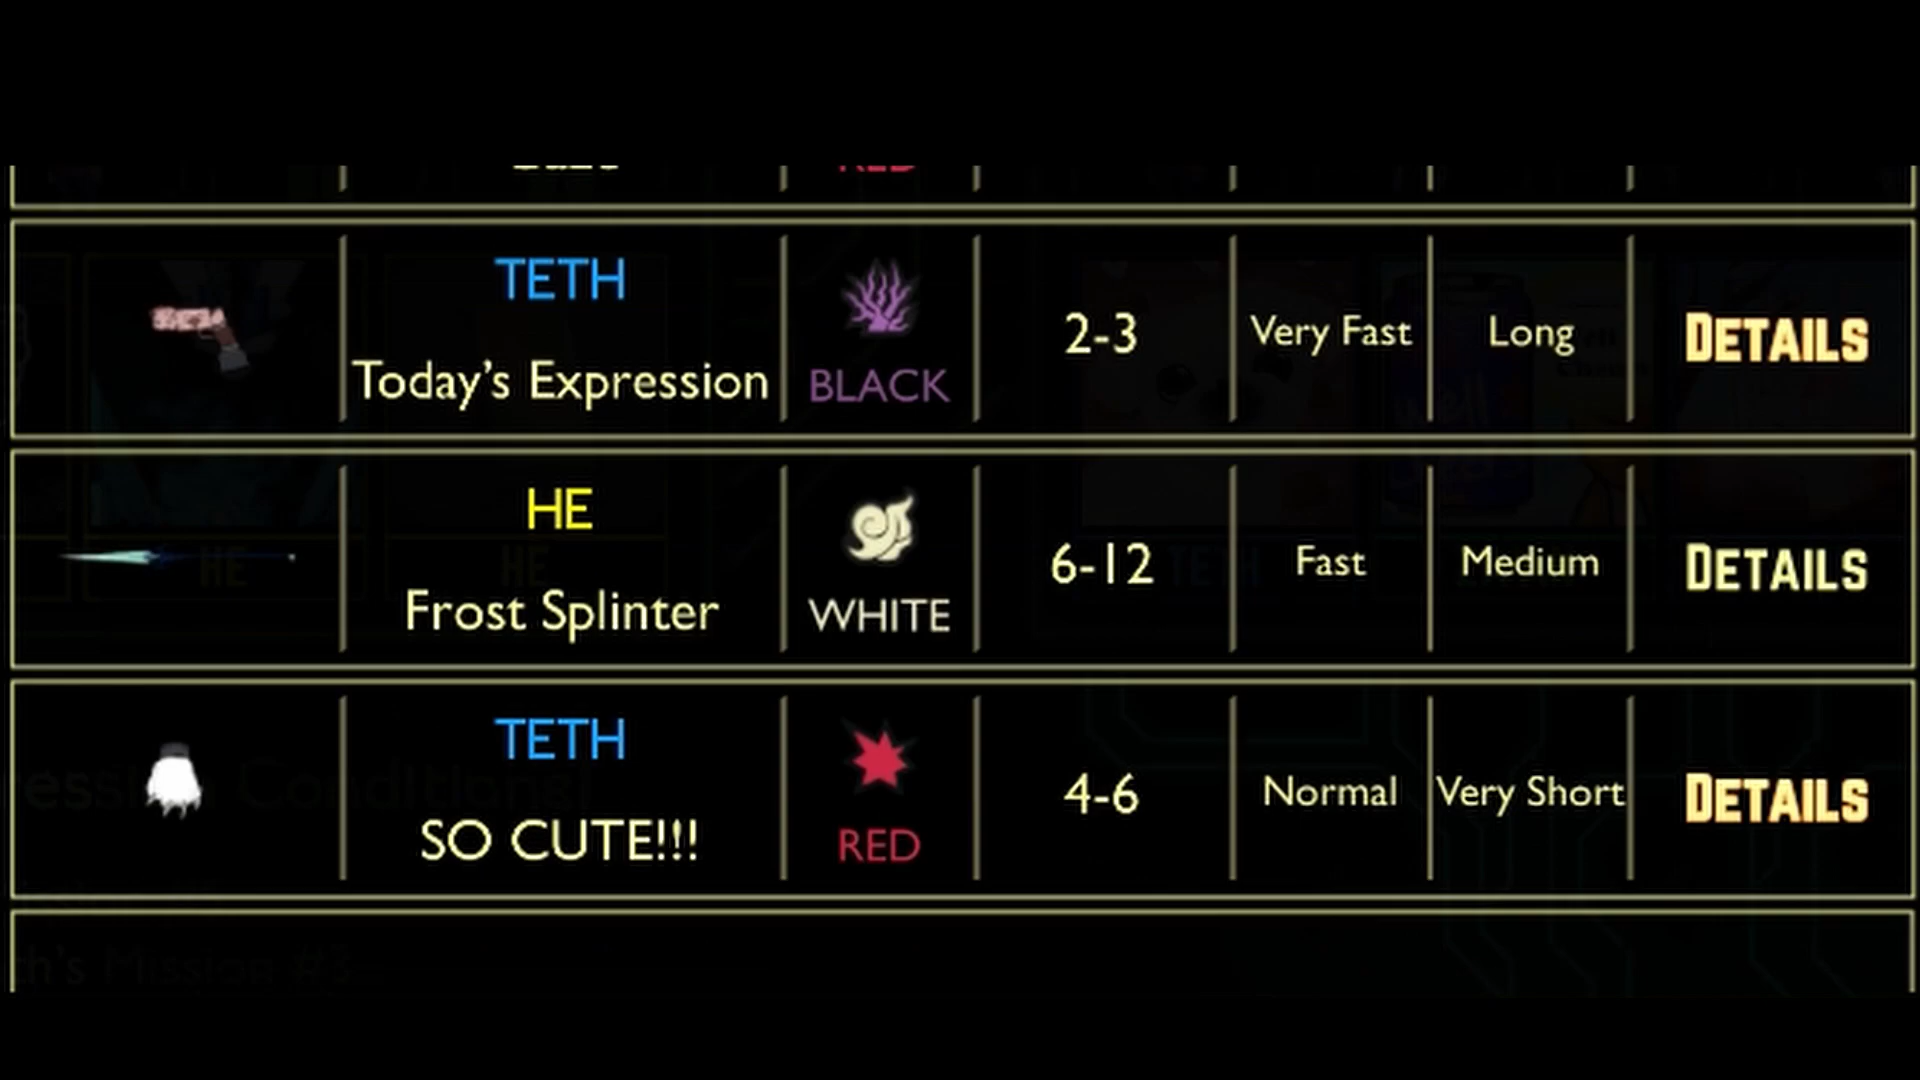 RED
TETH
Today's Expression
BLACK
2-3
Very Fast
Long
DETAILS
HE
Frost Splinter
WHITE
6-12
Fast
Medium
DETAILS
TETH
SO CUTE!!!
RED
4-6
Normal
Very Short
DETAILS